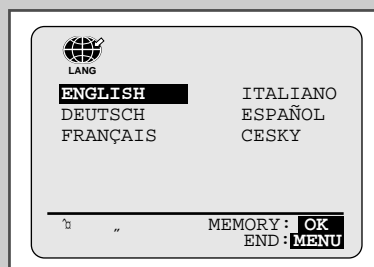 LANG
ENGLISH ITALIANO
DEUTSCH ESPAÑOL
FRANÇAIS CESKY
MEMORY: OK
END: MENU